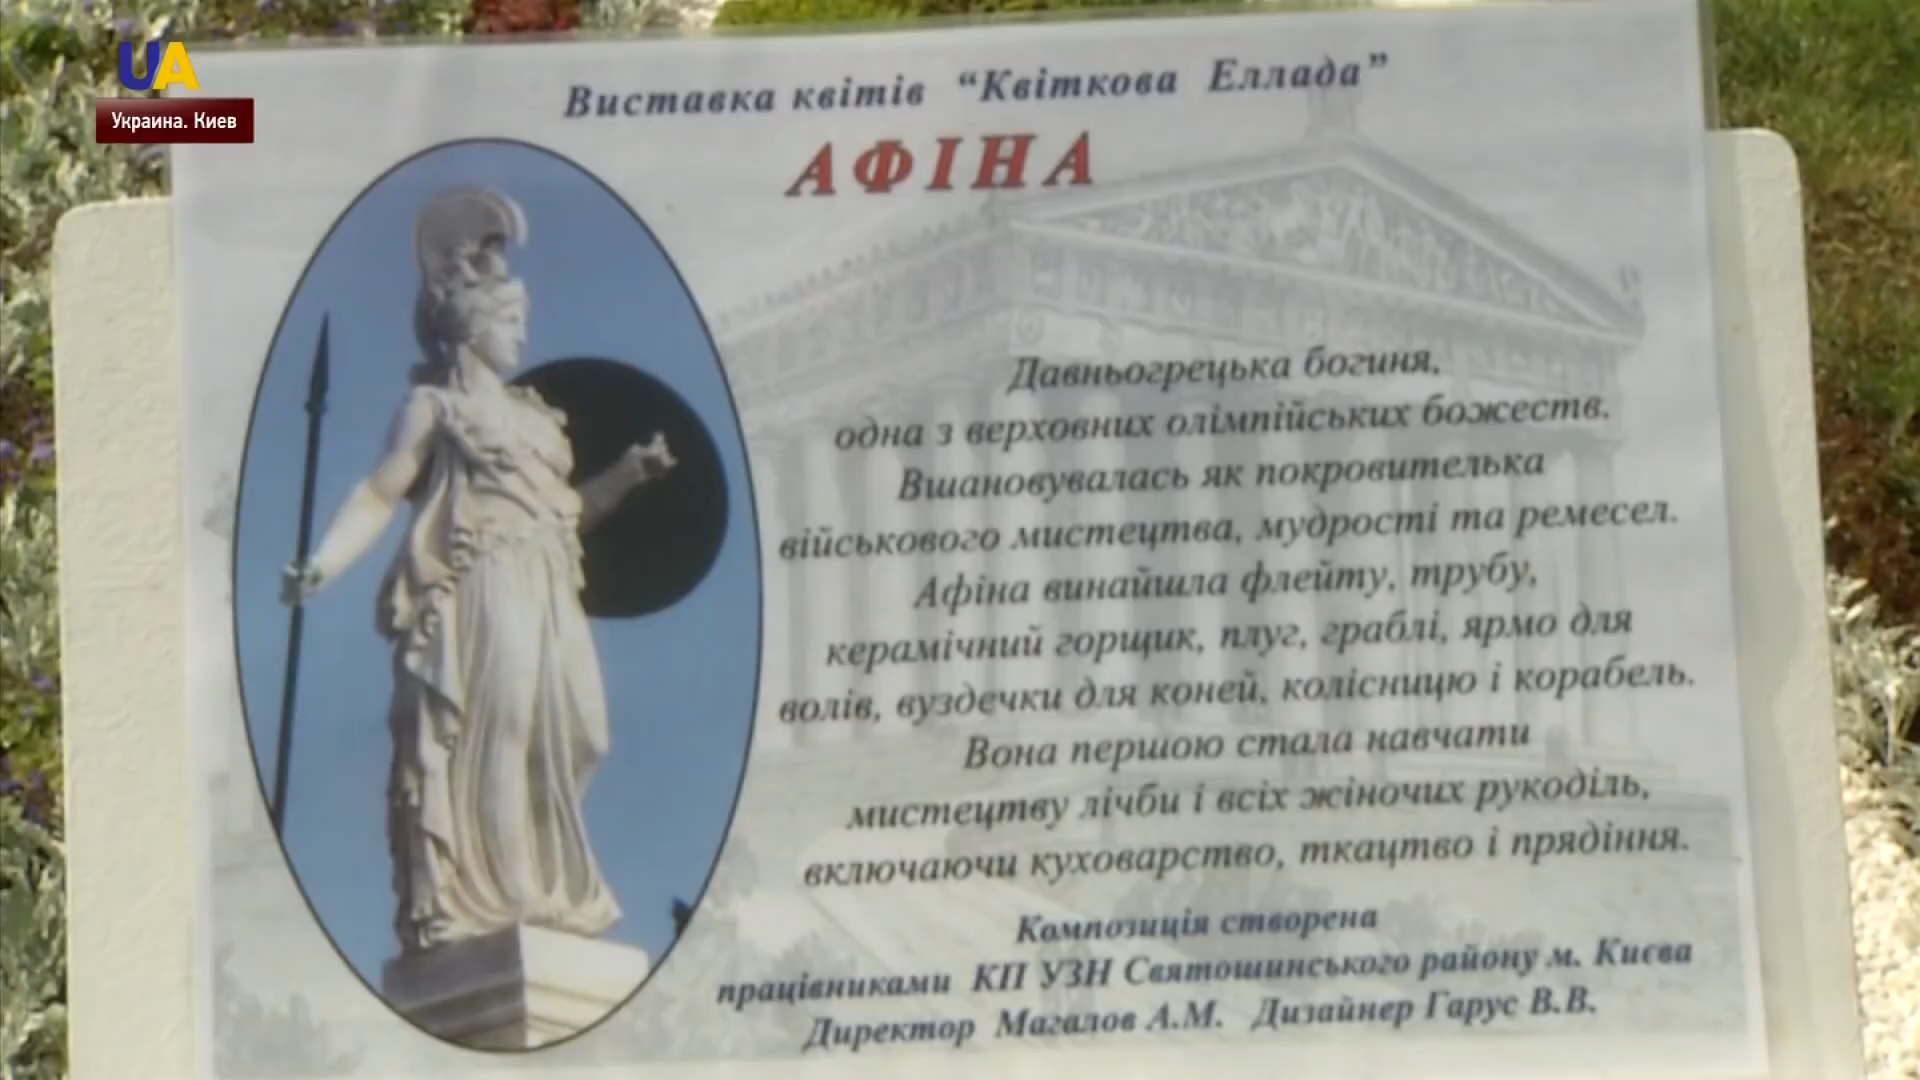 UA
Украина. Киев
Виставка квітів “Квіткова Еллада”
АФІНА
Давньогрецька богиня,
одна з верховних олімпійських божеств.
Вшановувалась як покровителька
військового мистецтва, мудрості та ремесел.
Афіна винайшла флейту, трубу,
керамічний горщик, плуг, граблі, ярмо для
волів, вуздечки для коней, колісницю і корабель.
Вона першою стала навчати
мистецтву лічби і всіх жіночих рукоділь,
включаючи куховарство, ткацтво і прядіння.
Композиція створена
працівниками КП УЗН Святошинського району м. Києва
Директор Магалов А.М. Дизайнер Гарус В.В.